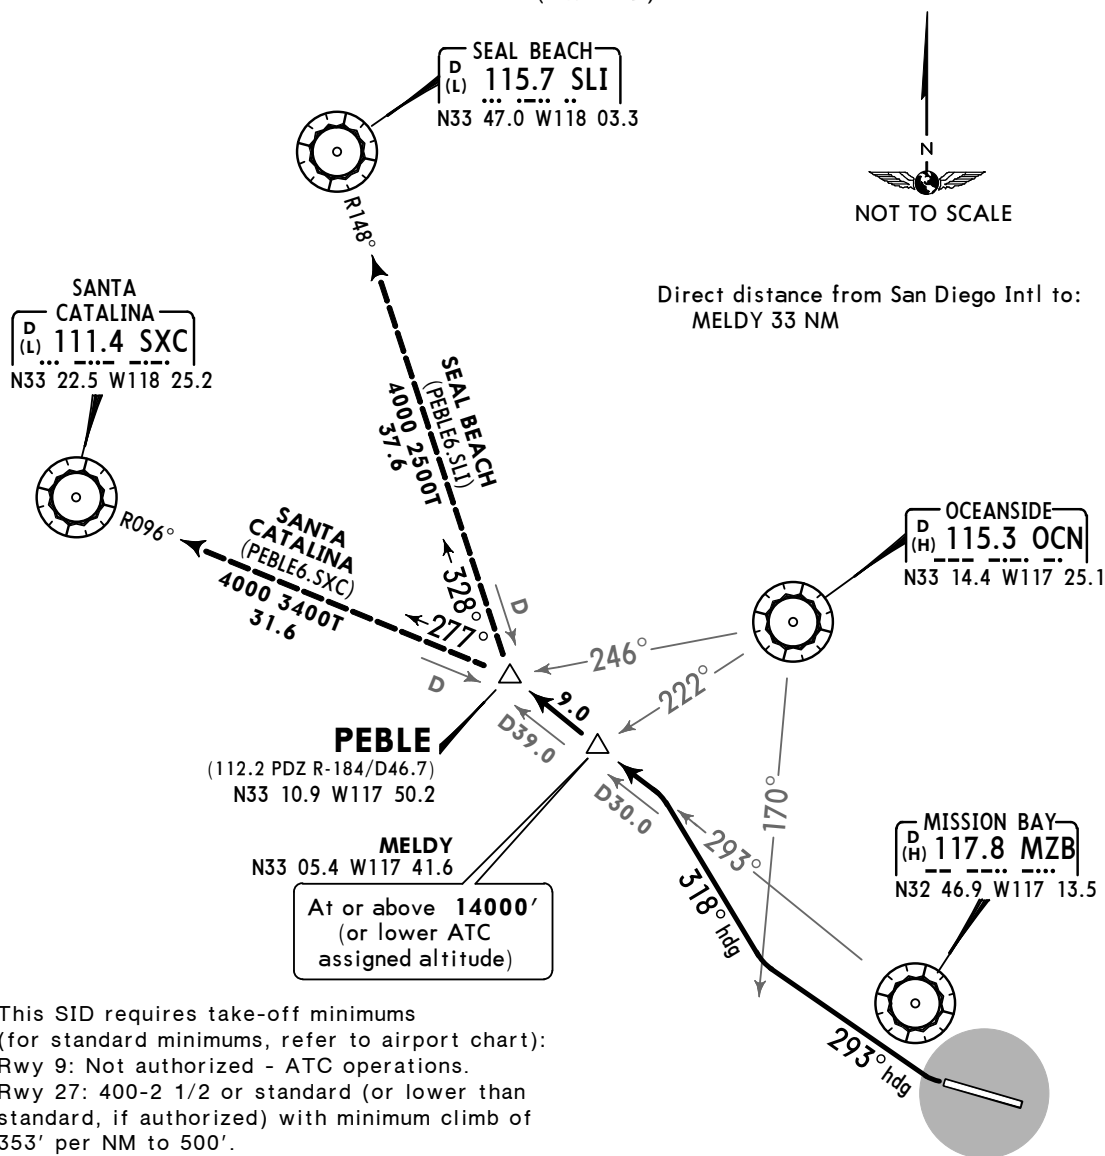 SEAL BEACH
D
(L) 115.7 SLI
N33 47.0 W118 03.3
N
NOT TO SCALE
R148°
Direct distance from San Diego Intl to:
MELDY 33 NM
SANTA
CATALINA
D
(L) 111.4 SXC
N33 22.5 W118 25.2
R096°
SEAL BEACH
(PEBLE6.SLI)
4000 2500T
37.6
SANTA
CATALINA
(PEBLE6.SXC)
4000 3400T
31.6
328°
277°
D
D
OCEANSIDE
D
(H) 115.3 OCN
N33 14.4 W117 25.1
246°
222°
170°
9.0
D39.0
PEBLE
(112.2 PDZ R-184/D46.7)
N33 10.9 W117 50.2
D30.0
293°
MELDY
N33 05.4 W117 41.6
At or above 14000'
(or lower ATC
assigned altitude)
318° hdg
MISSION BAY
D
(H) 117.8 MZB
N32 46.9 W117 13.5
293° hdg
This SID requires take-off minimums
(for standard minimums, refer to airport chart):
Rwy 9: Not authorized - ATC operations.
Rwy 27: 400-2 1/2 or standard (or lower than
standard, if authorized) with minimum climb of
353' per NM to 500'.